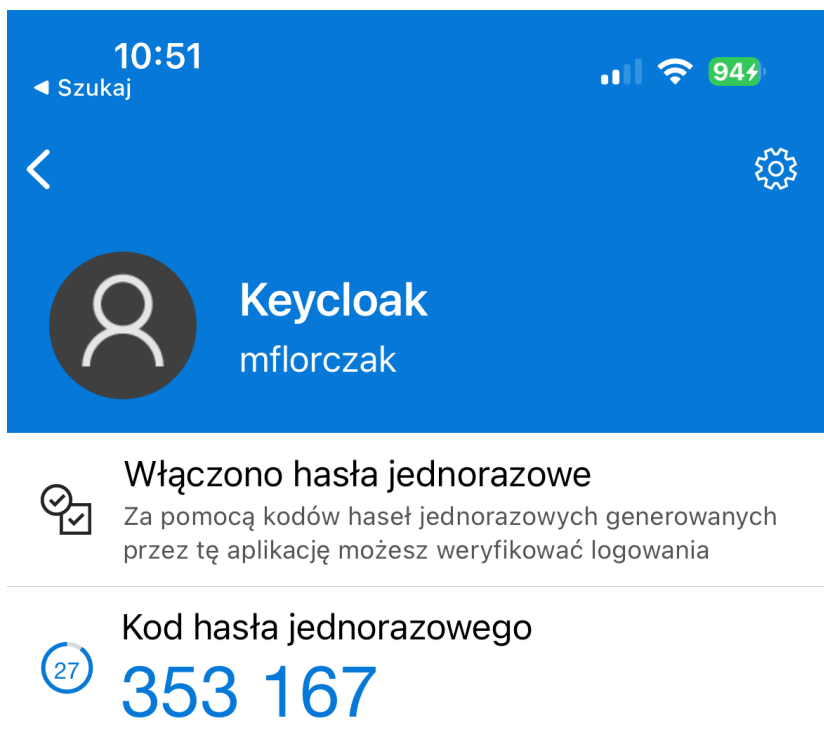 10:51
◀ Szukaj
94
Keycloak
mflorczak
Włączono hasła jednorazowe
Za pomocą kodów haseł jednorazowych generowanych
przez tę aplikację możesz weryfikować logowania
Kod hasła jednorazowego
27
353 167